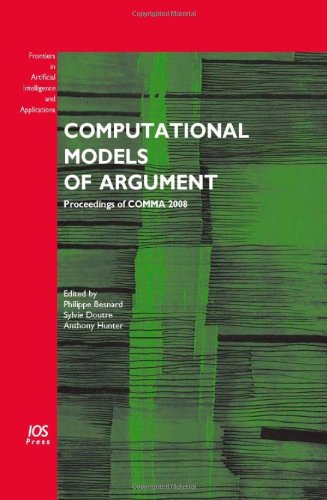 Frontiers
in
Artificial
Intelligence
and
Applications
COMPUTATIONAL
MODELS
OF ARGUMENT
Proceedings of COMMA 2008
Edited by
Philippe Besnard
Sylvie Doutre
Anthony Hunter
IOS
Press